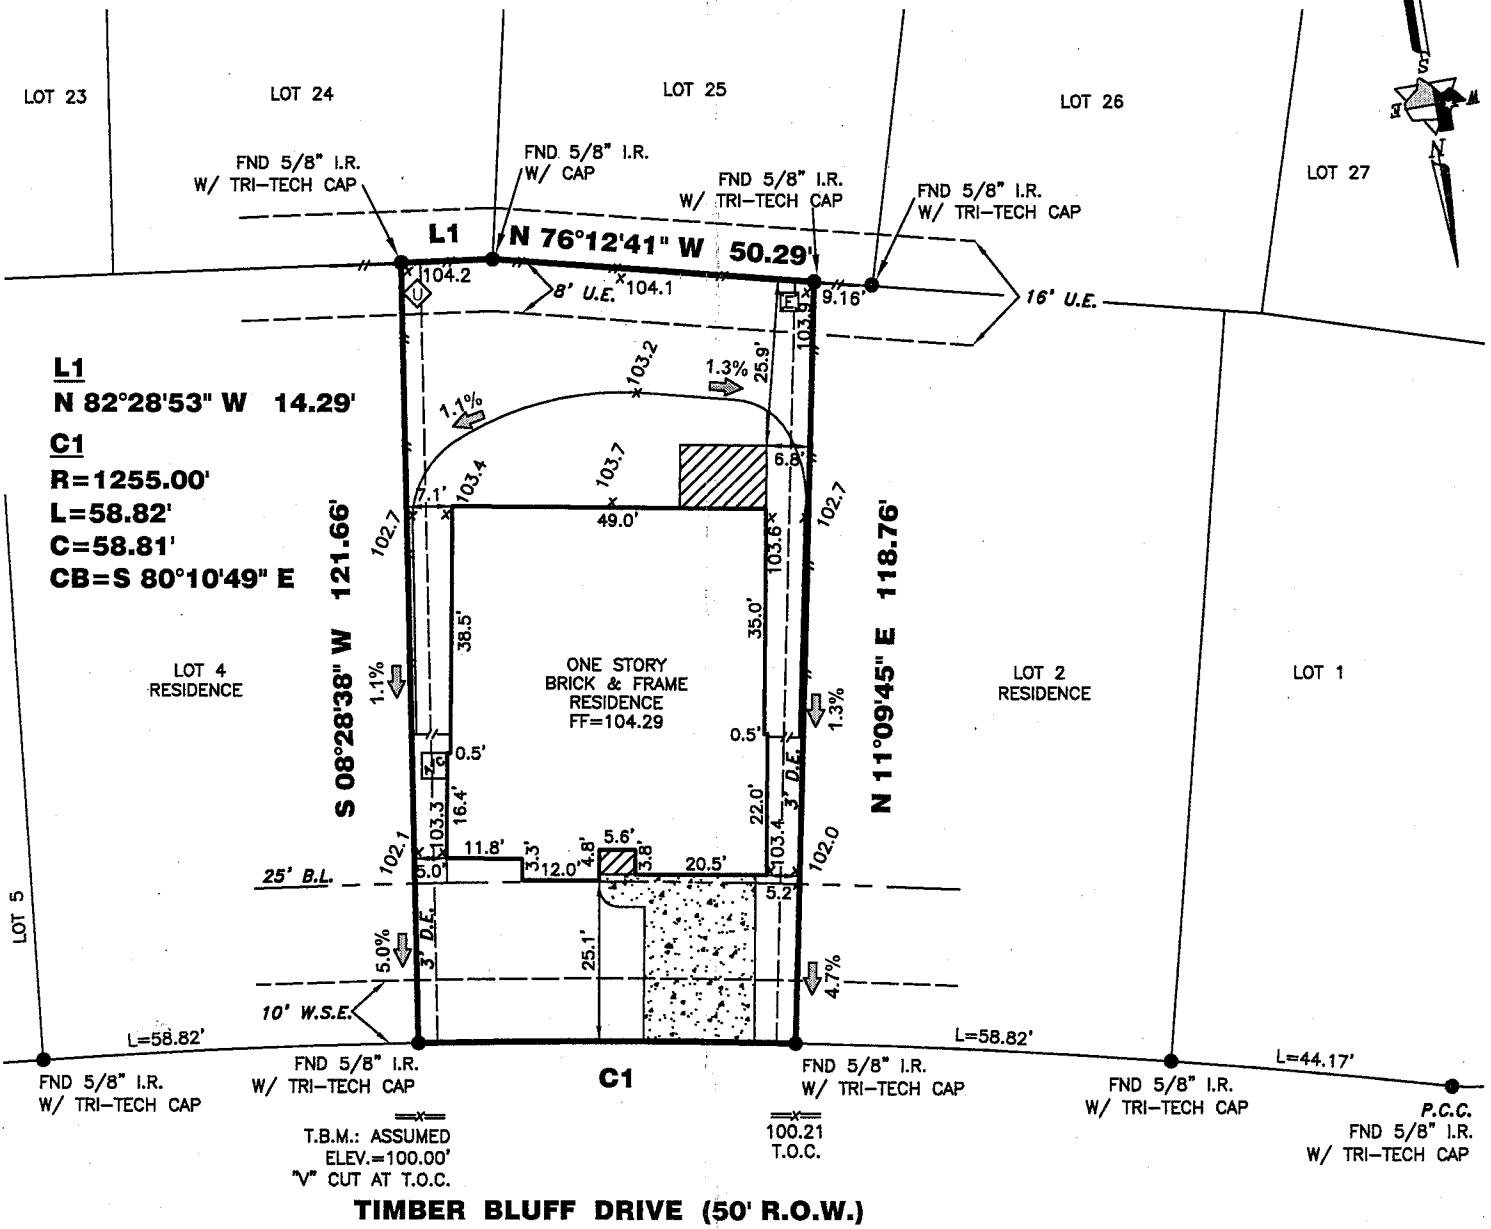 LOT 23
LOT 24
LOT 25
LOT 26
LOT 27
S
E
W
N
FND 5/8" I.R.
W/ TRI-TECH CAP
FND 5/8" I.R.
W/ CAP
FND 5/8" I.R.
W/ TRI-TECH CAP
FND 5/8" I.R.
W/ TRI-TECH CAP
L1
N 76°12'41" W 50.29'
104.2
U
8' U.E.
104.1
E
103.9
9.16'
16' U.E.
L1
N 82°28'53" W 14.29'
C1
R=1255.00'
L=58.82'
C=58.81'
CB=S 80°10'49" E
103.2
1.3%
25.9'
1.1%
6.8'
103.4
103.7
7.1'
49.0'
102.7
102.7
103.6
S 08°28'38" W 121.66'
N 11°09'45" E 118.76'
38.5'
35.0'
LOT 4
RESIDENCE
ONE STORY
BRICK & FRAME
RESIDENCE
FF=104.29
LOT 2
RESIDENCE
LOT 1
1.1%
1.3%
0.5'
0.5'
3' D.E.
16.4'
22.0'
103.3
103.4
102.1
102.0
5.0'
11.8'
3.3'
12.0'
4.8'
5.6'
3.8'
20.5'
5.2'
25' B.L.
LOT 5
5.0%
3' D.E.
25.1'
4.7%
10' W.S.E.
L=58.82'
L=58.82'
L=44.17'
FND 5/8" I.R.
W/ TRI-TECH CAP
FND 5/8" I.R.
W/ TRI-TECH CAP
C1
FND 5/8" I.R.
W/ TRI-TECH CAP
FND 5/8" I.R.
W/ TRI-TECH CAP
P.C.C.
FND 5/8" I.R.
W/ TRI-TECH CAP
T.B.M.: ASSUMED
ELEV.=100.00'
"V" CUT AT T.O.C.
100.21
T.O.C.
TIMBER BLUFF DRIVE (50' R.O.W.)